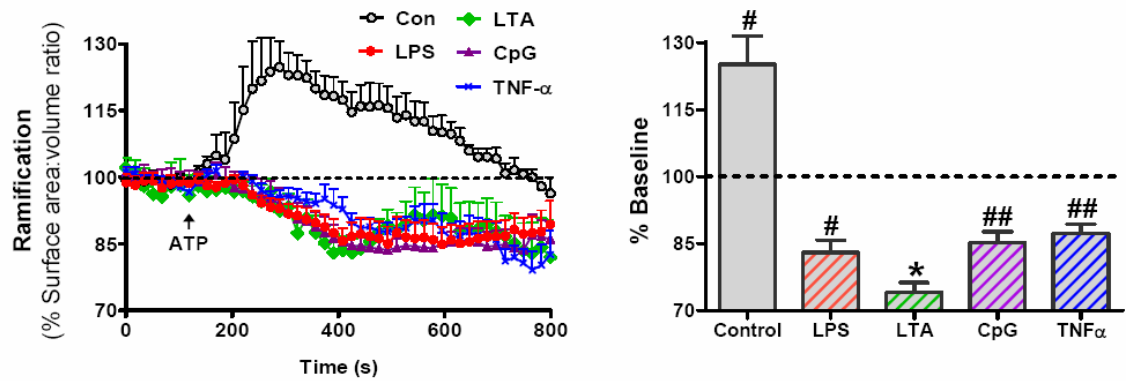 Con
LTA
LPS
CpG
TNF-α
Ramification
(% Surface area:volume ratio)
130
115
100
85
70
ATP
0
200
400
600
800
Time (s)
% Baseline
130
115
100
85
70
#
#
*
##
##
Control
LPS
LTA
CpG
TNFα